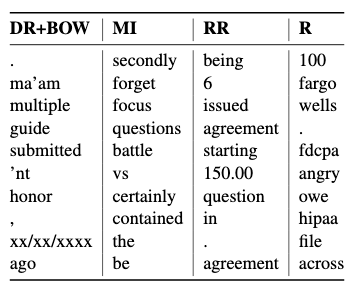 DR+BOW MI RR R
. secondly being 100
ma'am forget 6 fargo
multiple focus issued wells
guide questions agreement .
submitted battle starting fdcpa
'nt vs 150.00 angry
honor certainly question owe
, contained in hipaa
xx/xx/xxxx the . file
ago be agreement across